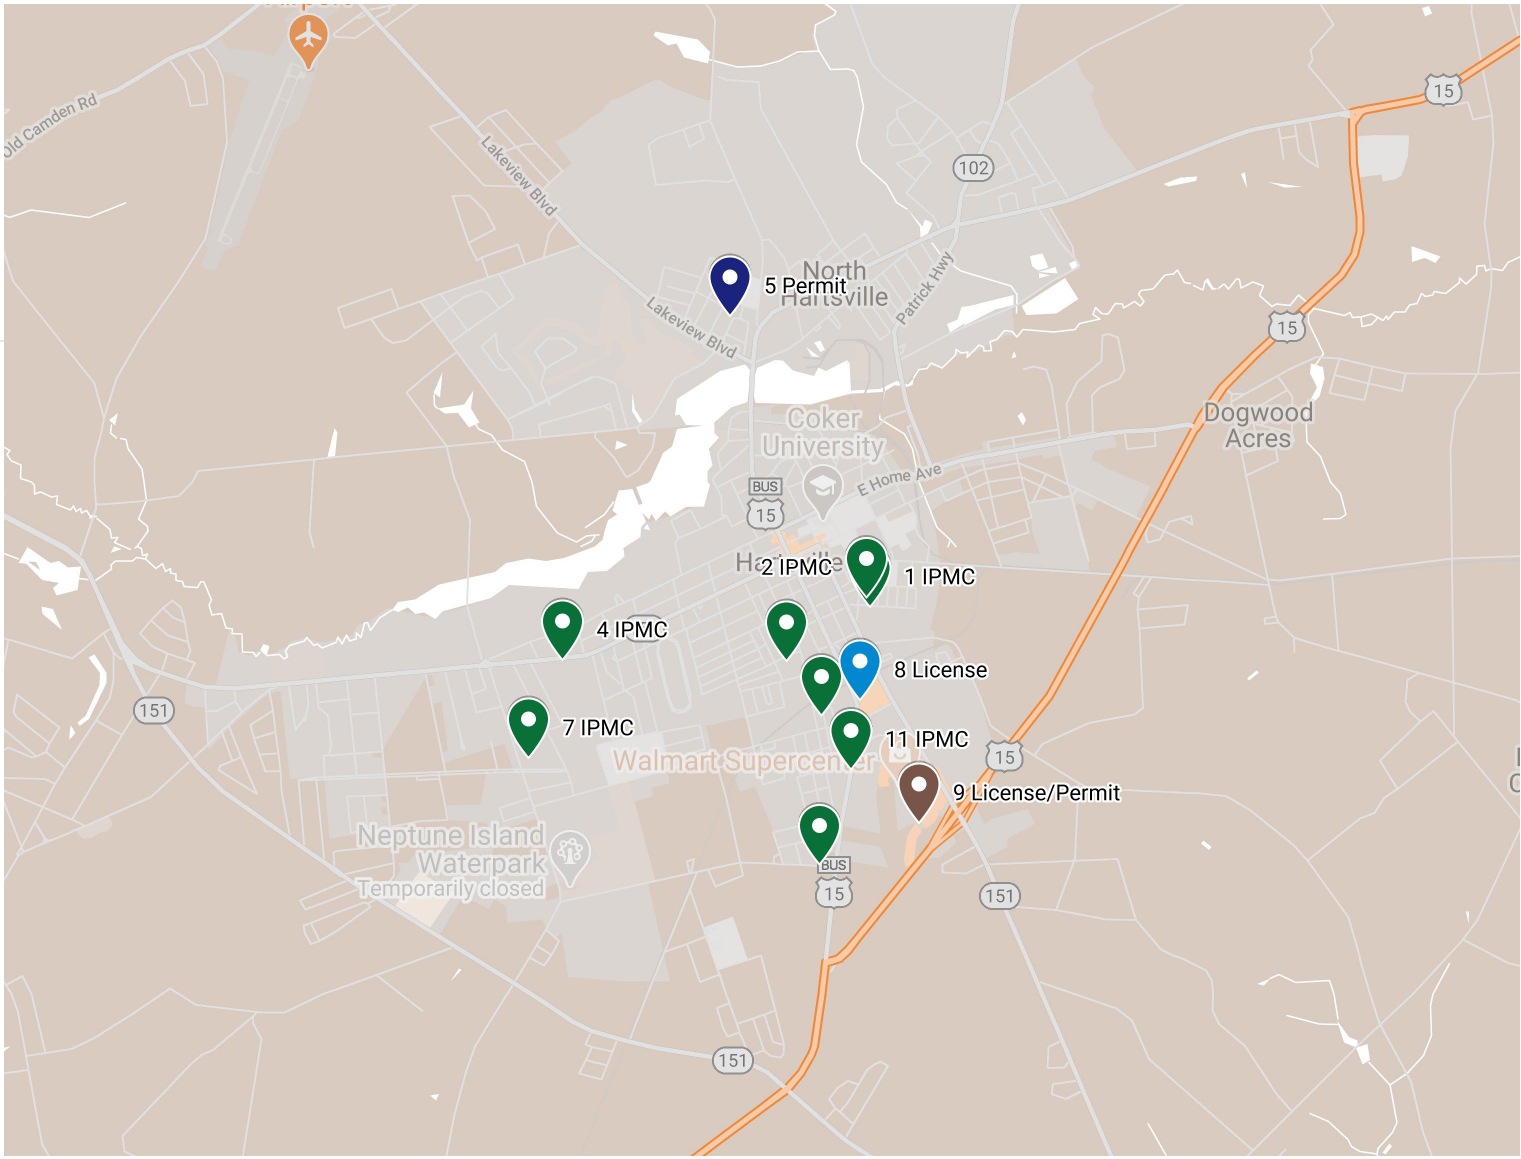 Airport
15
Old Camden Rd
Lakeview Blvd
102
North
Hartsville
5 Permit
Patrick Hwy
Lakeview Blvd
15
Dogwood
Acres
Coker
University
E Home Ave
BUS
15
2 IPMC
1 IPMC
4 IPMC
8 License
151
7 IPMC
11 IPMC
Walmart Supercenter
15
9 License/Permit
Neptune Island
Waterpark
Temporarily closed
BUS
15
151
151